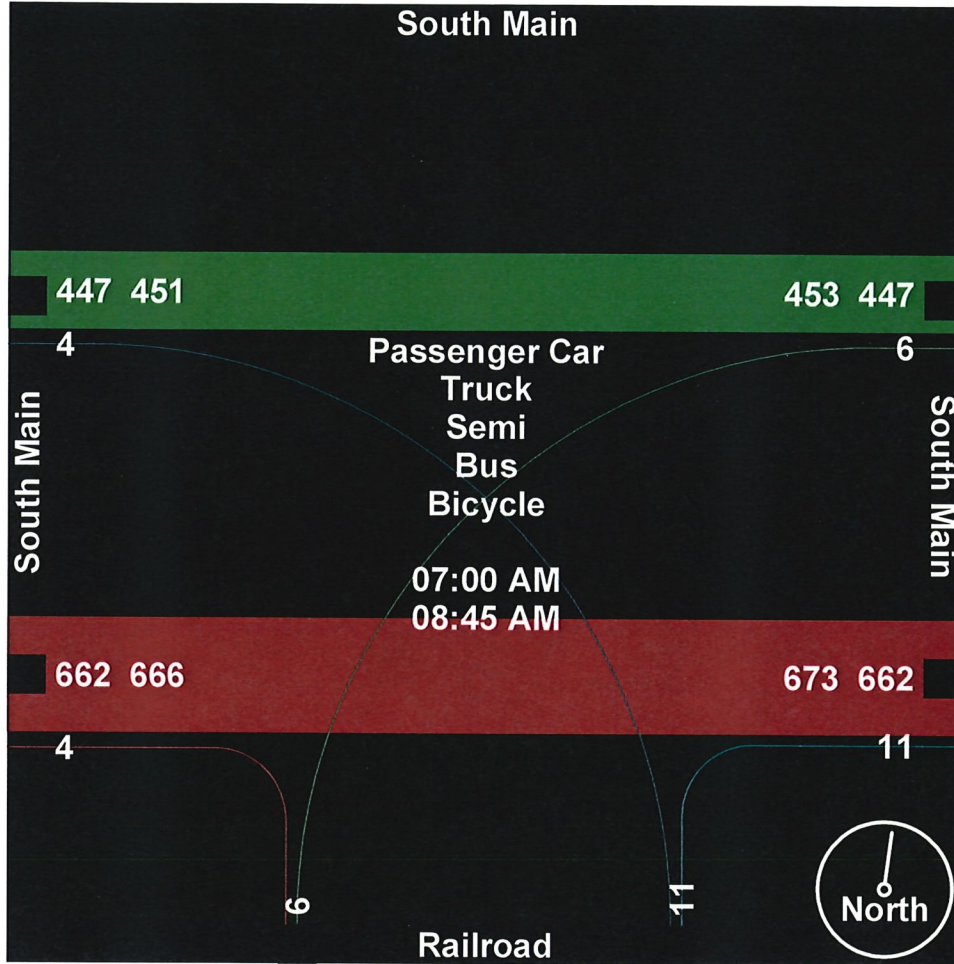 South Main
447 451
453 447
4
6
Passenger Car
Truck
Semi
Bus
Bicycle
South Main
South Main
07:00 AM
08:45 AM
662 666
673 662
4
11
6
11
North
Railroad